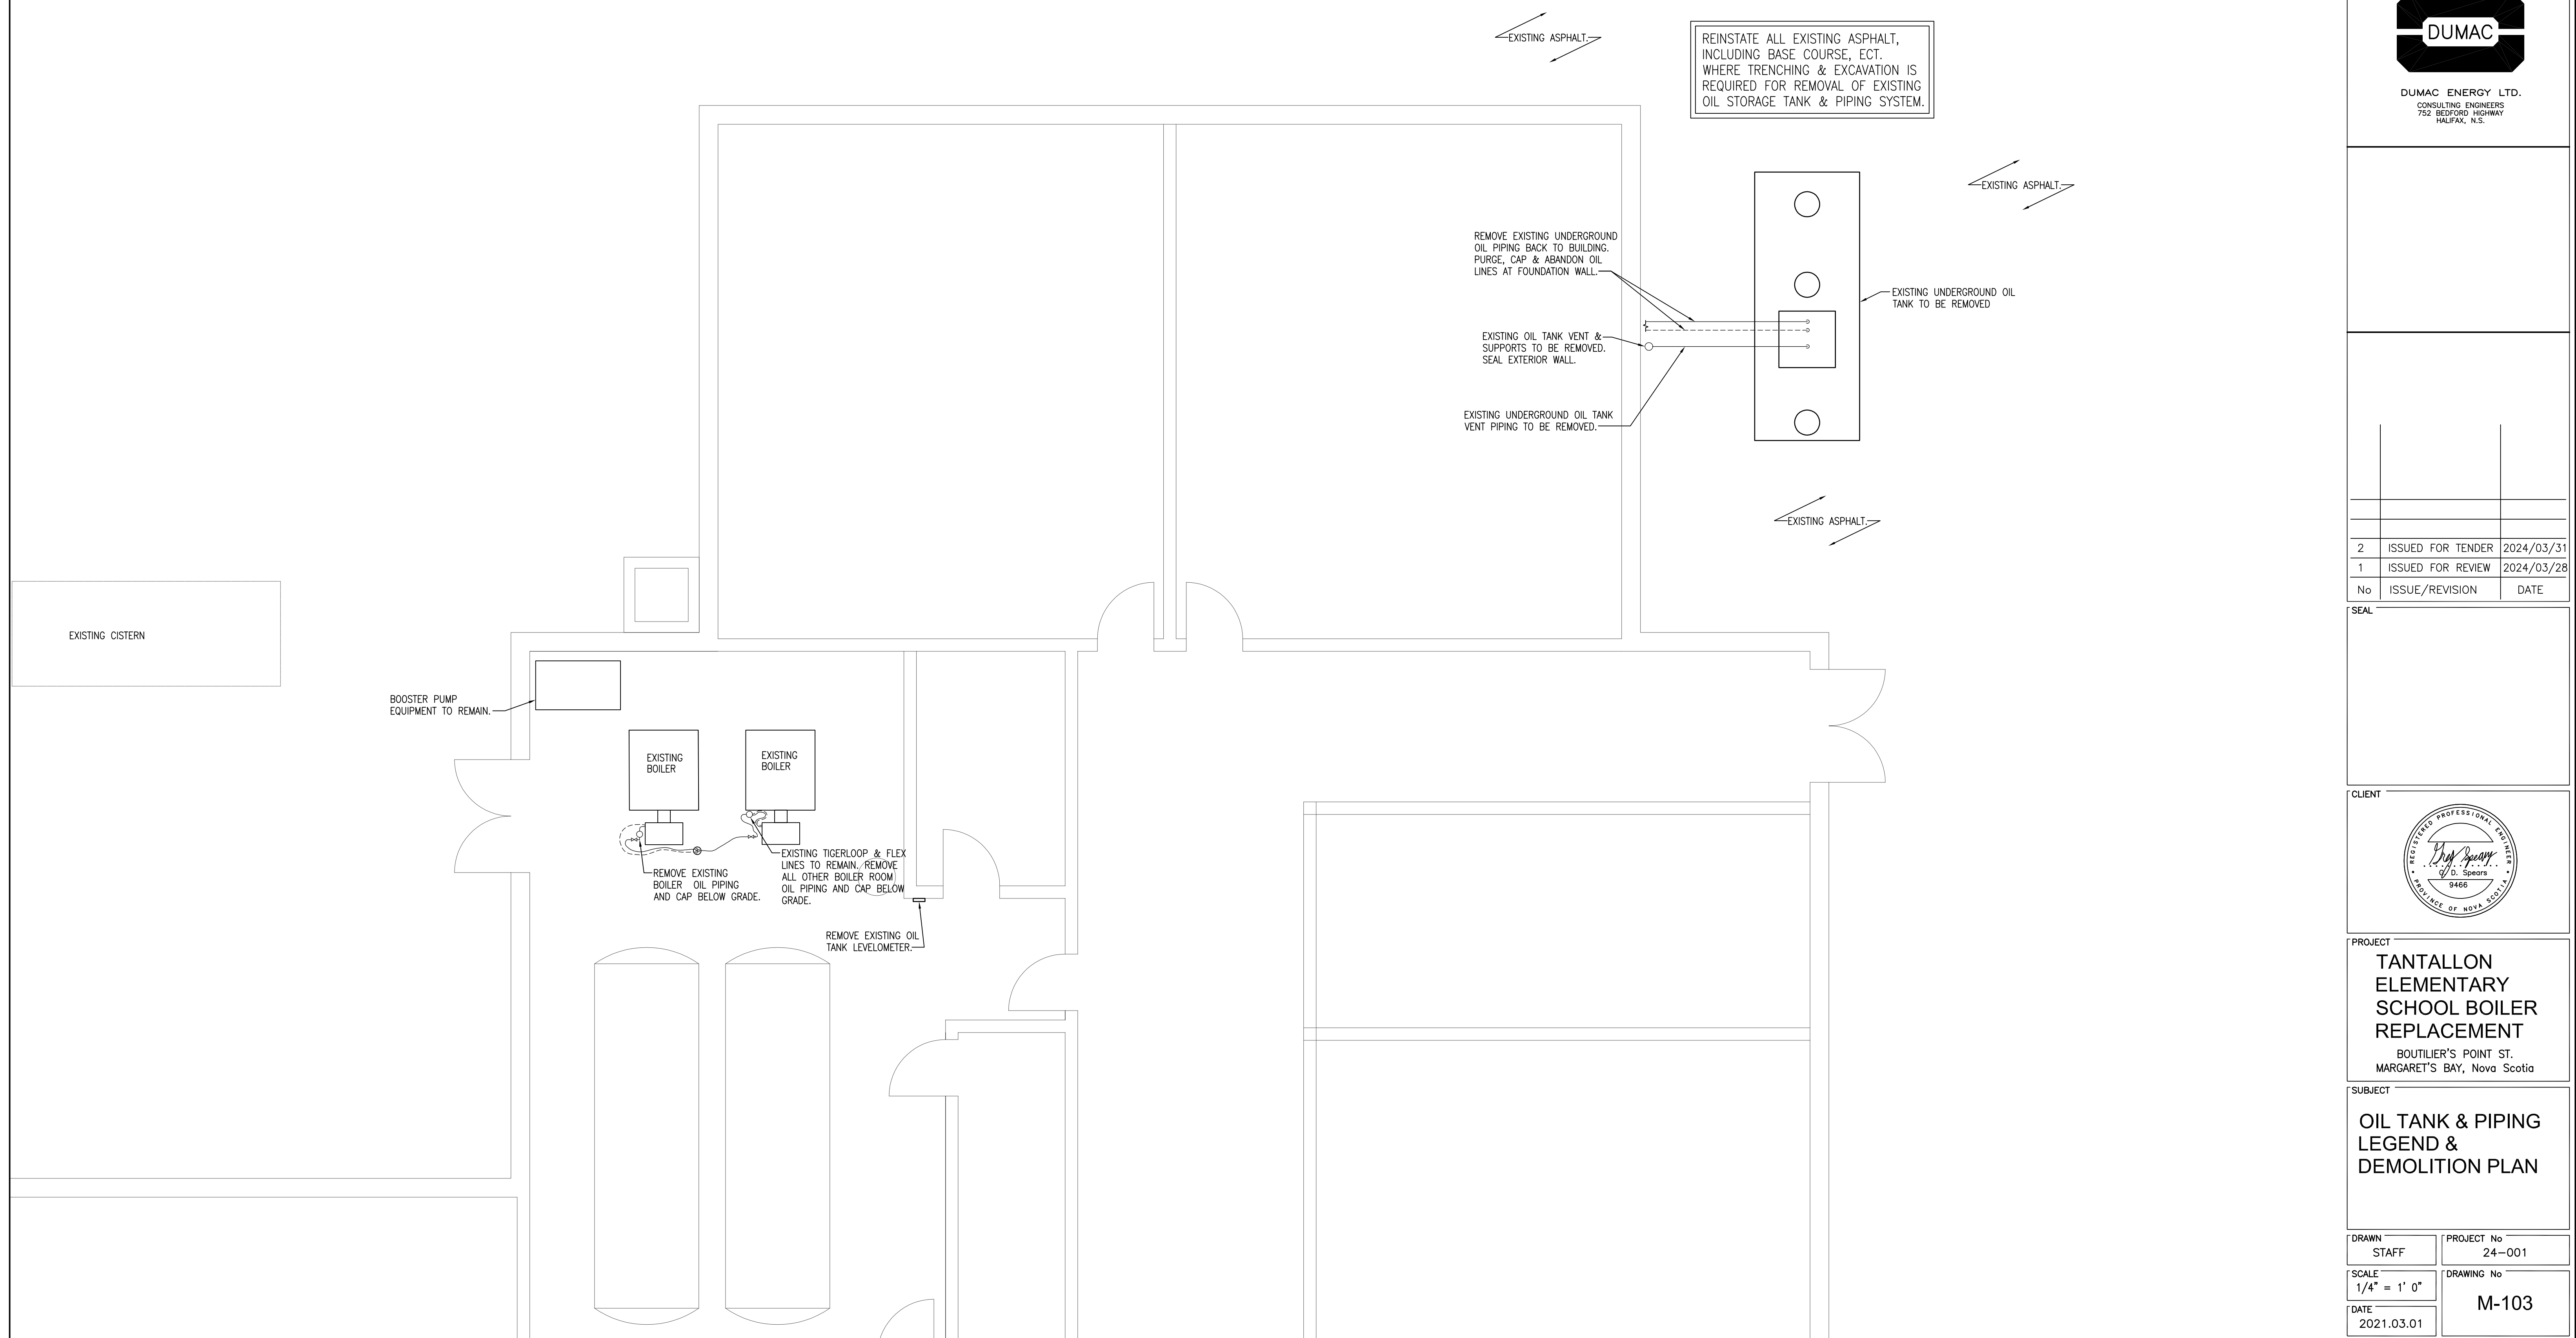 EXISTING ASPHALT.
REINSTATE ALL EXISTING ASPHALT,
INCLUDING BASE COURSE, ECT.
WHERE TRENCHING & EXCAVATION IS
REQUIRED FOR REMOVAL OF EXISTING
OIL STORAGE TANK & PIPING SYSTEM.
EXISTING ASPHALT.
REMOVE EXISTING UNDERGROUND
OIL PIPING BACK TO BUILDING.
PURGE, CAP & ABANDON OIL
LINES AT FOUNDATION WALL.
EXISTING UNDERGROUND OIL
TANK TO BE REMOVED
EXISTING OIL TANK VENT &
SUPPORTS TO BE REMOVED.
SEAL EXTERIOR WALL.
EXISTING UNDERGROUND OIL TANK
VENT PIPING TO BE REMOVED.
EXISTING ASPHALT.
EXISTING CISTERN
BOOSTER PUMP
EQUIPMENT TO REMAIN.
EXISTING
BOILER
EXISTING
BOILER
REMOVE EXISTING
BOILER OIL PIPING
AND CAP BELOW GRADE.
EXISTING TIGERLOOP & FLEX
LINES TO REMAIN. REMOVE
ALL OTHER BOILER ROOM
OIL PIPING AND CAP BELOW
GRADE.
REMOVE EXISTING OIL
TANK LEVELOMETER.
DUMAC
DUMAC ENERGY LTD.
CONSULTING ENGINEERS
752 BEDFORD HIGHWAY
HALIFAX, N.S.
2 ISSUED FOR TENDER 2024/03/31
1 ISSUED FOR REVIEW 2024/03/28
No ISSUE/REVISION DATE
SEAL
CLIENT
REGISTERED PROFESSIONAL ENGINEER
Greg Speary
G. D. Spears
9466
PROVINCE OF NOVA SCOTIA
PROJECT
TANTALLON
ELEMENTARY
SCHOOL BOILER
REPLACEMENT
BOUTILIER'S POINT ST.
MARGARET'S BAY, Nova Scotia
SUBJECT
OIL TANK & PIPING
LEGEND &
DEMOLITION PLAN
DRAWN
STAFF
PROJECT No
24-001
SCALE
1/4" = 1' 0"
DRAWING No
M-103
DATE
2021.03.01